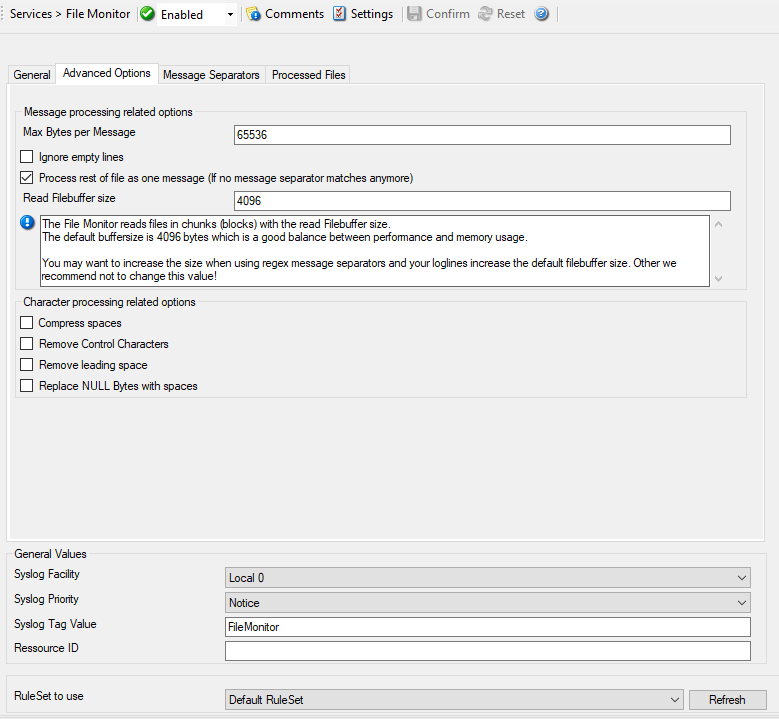 Services > File Monitor Enabled Comments Settings Confirm Reset
General Advanced Options Message Separators Processed Files
Message processing related options
Max Bytes per Message 65536
Ignore empty lines
Process rest of file as one message (If no message separator matches anymore)
Read Filebuffer size 4096
The File Monitor reads files in chunks (blocks) with the read Filebuffer size.
The default buffersize is 4096 bytes which is a good balance between performance and memory usage.
You may want to increase the size when using regex message separators and your loglines increase the default filebuffer size. Other we
recommend not to change this value!
Character processing related options
Compress spaces
Remove Control Characters
Remove leading space
Replace NULL Bytes with spaces
General Values
Syslog Facility Local 0
Syslog Priority Notice
Syslog Tag Value FileMonitor
Ressource ID
RuleSet to use Default RuleSet Refresh